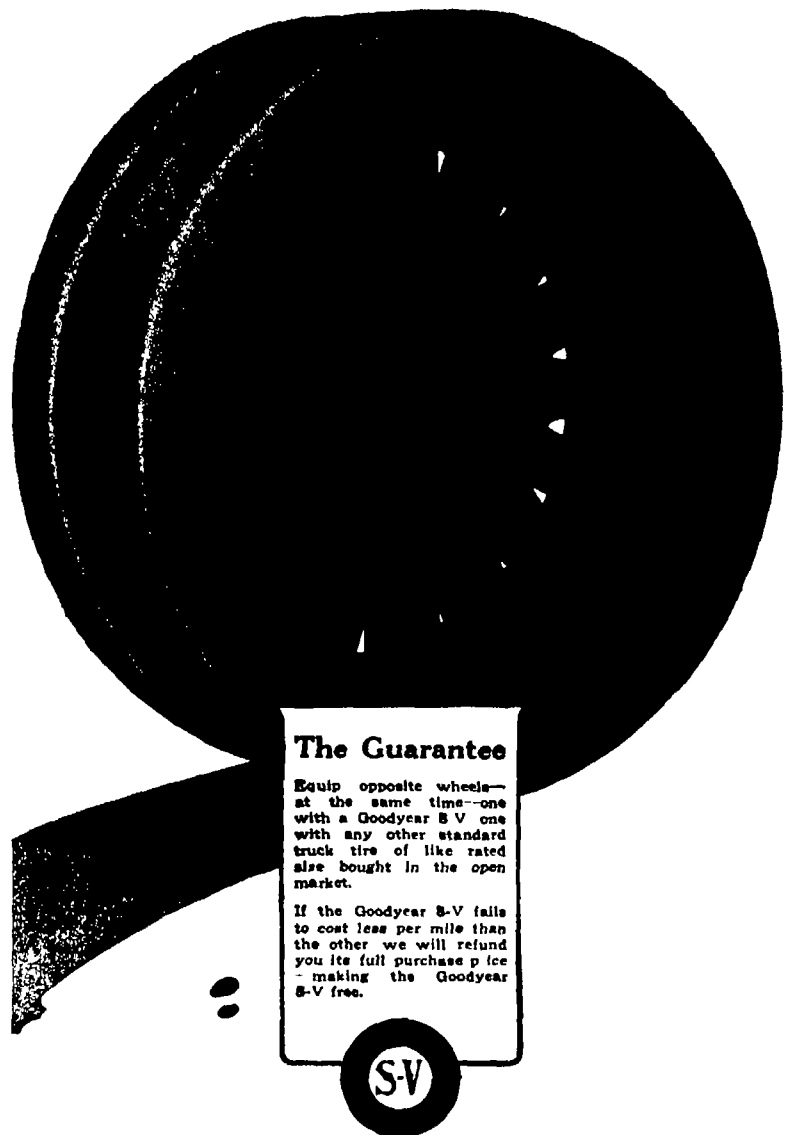 The Guarantee
Equip opposite wheels—
at the same time--one
with a Goodyear S V one
with any other standard
truck tire of like rated
size bought in the open
market.
If the Goodyear S-V fails
to cost less per mile than
the other we will refund
you its full purchase p ice
- making the Goodyear
S-V free.
S-V